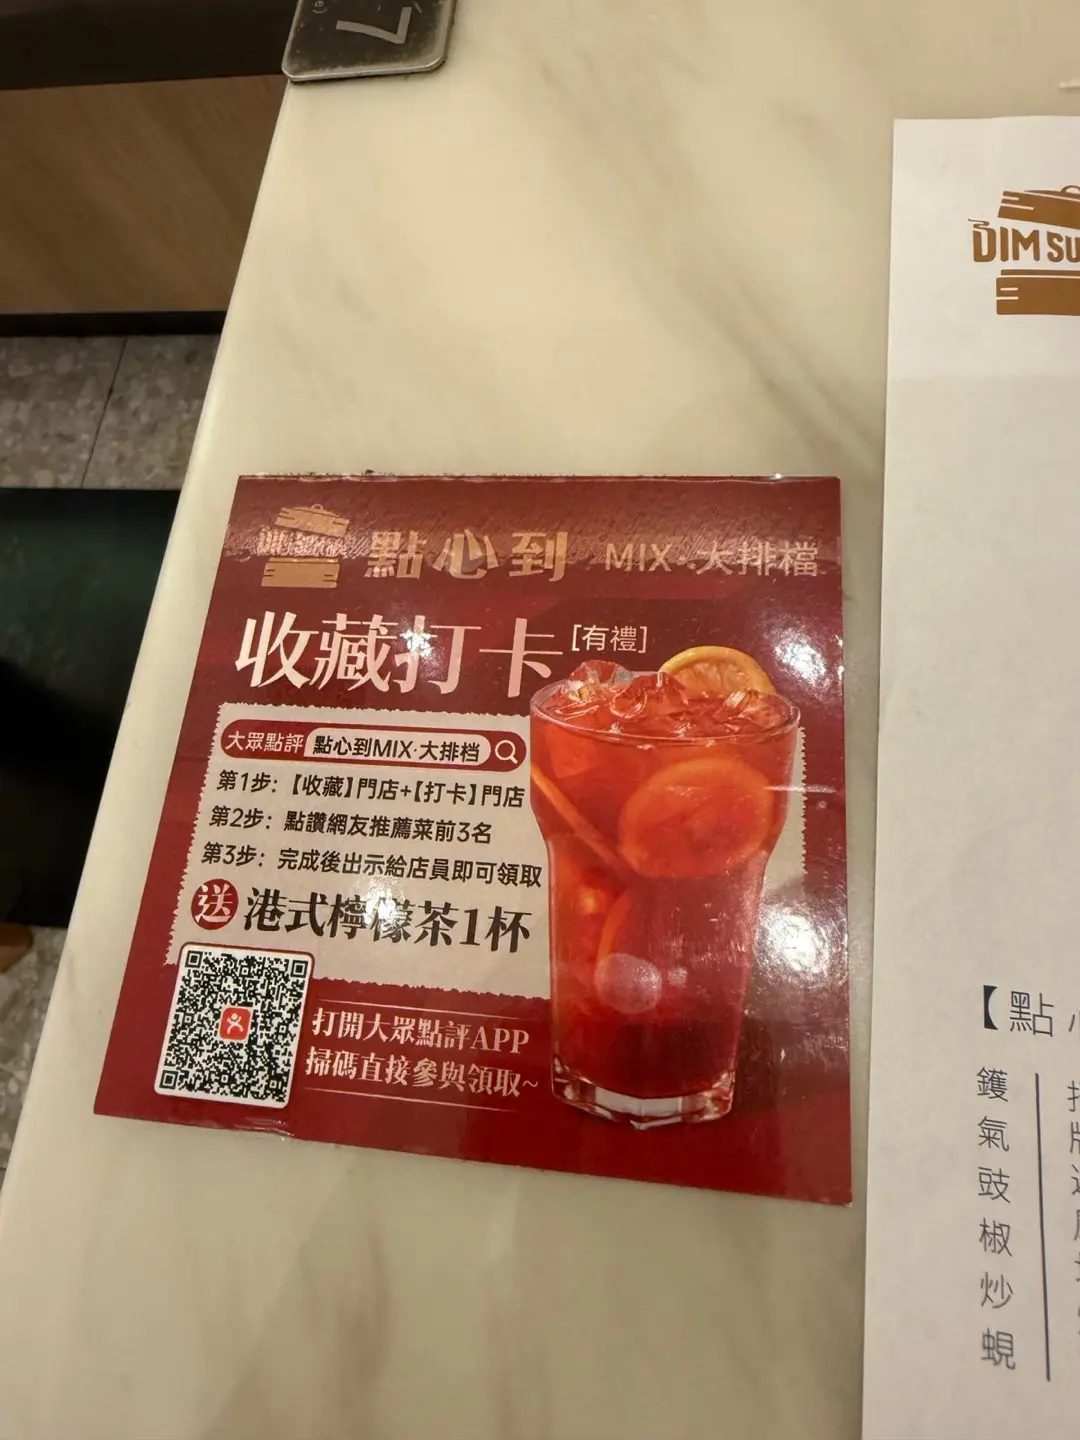 7
DIM SU
點心到 MIX·大排檔
收藏打卡 [有禮]
大眾點評 點心到MIX·大排档
第1步:【收藏】門店+【打卡】門店
第2步: 點讚網友推薦菜前3名
第3步: 完成後出示給店員即可領取
送 港式檸檬茶1杯
打開大眾點評APP
掃碼直接參與領取~
【點
鑊氣豉椒炒蜆